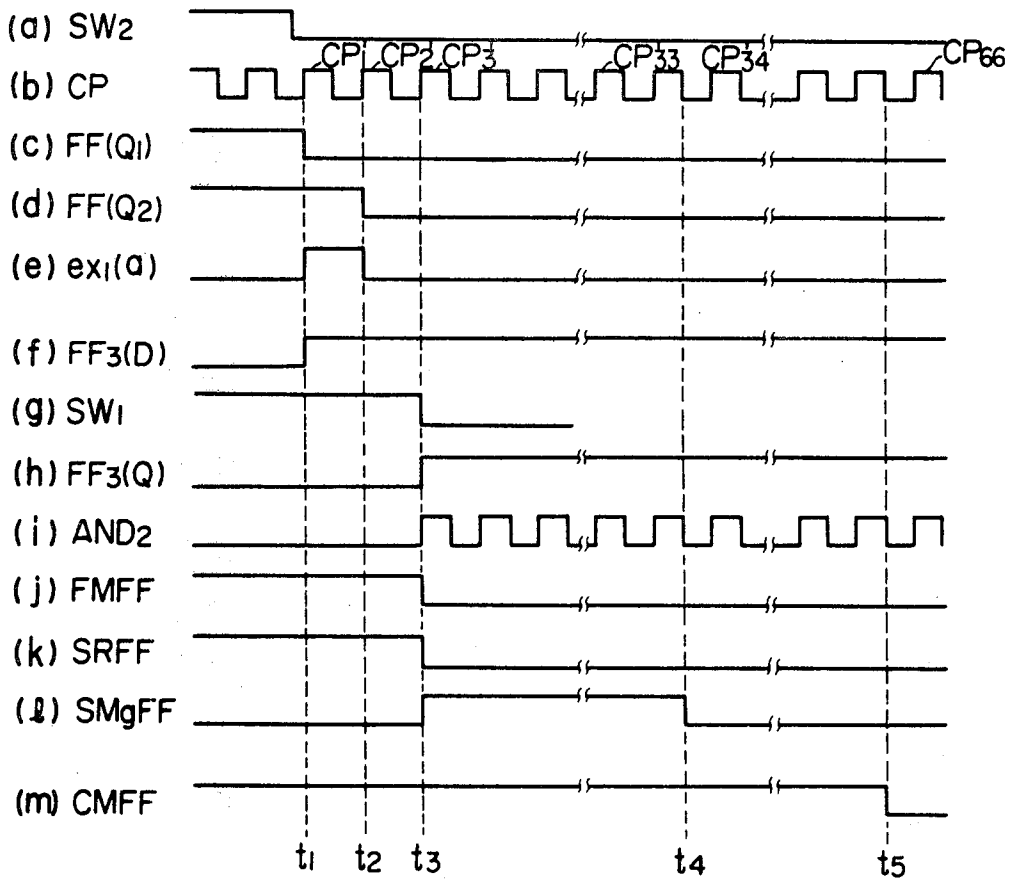 (a) SW2
CP1 CP2 CP3 CP33 CP34 CP66
(b) CP
(c) FF(Q1)
(d) FF(Q2)
(e) ex1(a)
(f) FF3(D)
(g) SW1
(h) FF3(Q)
(i) AND2
(j) FMFF
(k) SRFF
(ℓ) SMgFF
(m) CMFF
t1 t2 t3 t4 t5